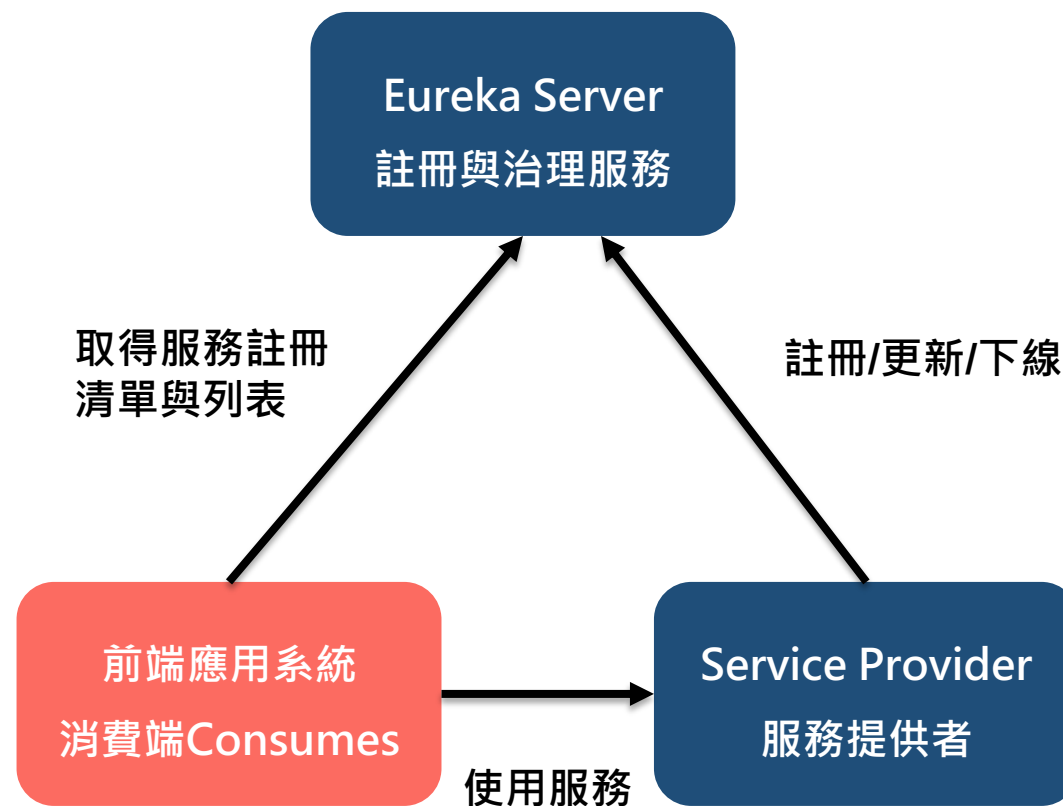 Eureka Server
註冊與治理服務
取得服務註冊
清單與列表
註冊/更新/下線
前端應用系統
消費端Consumes
Service Provider
服務提供者
使用服務